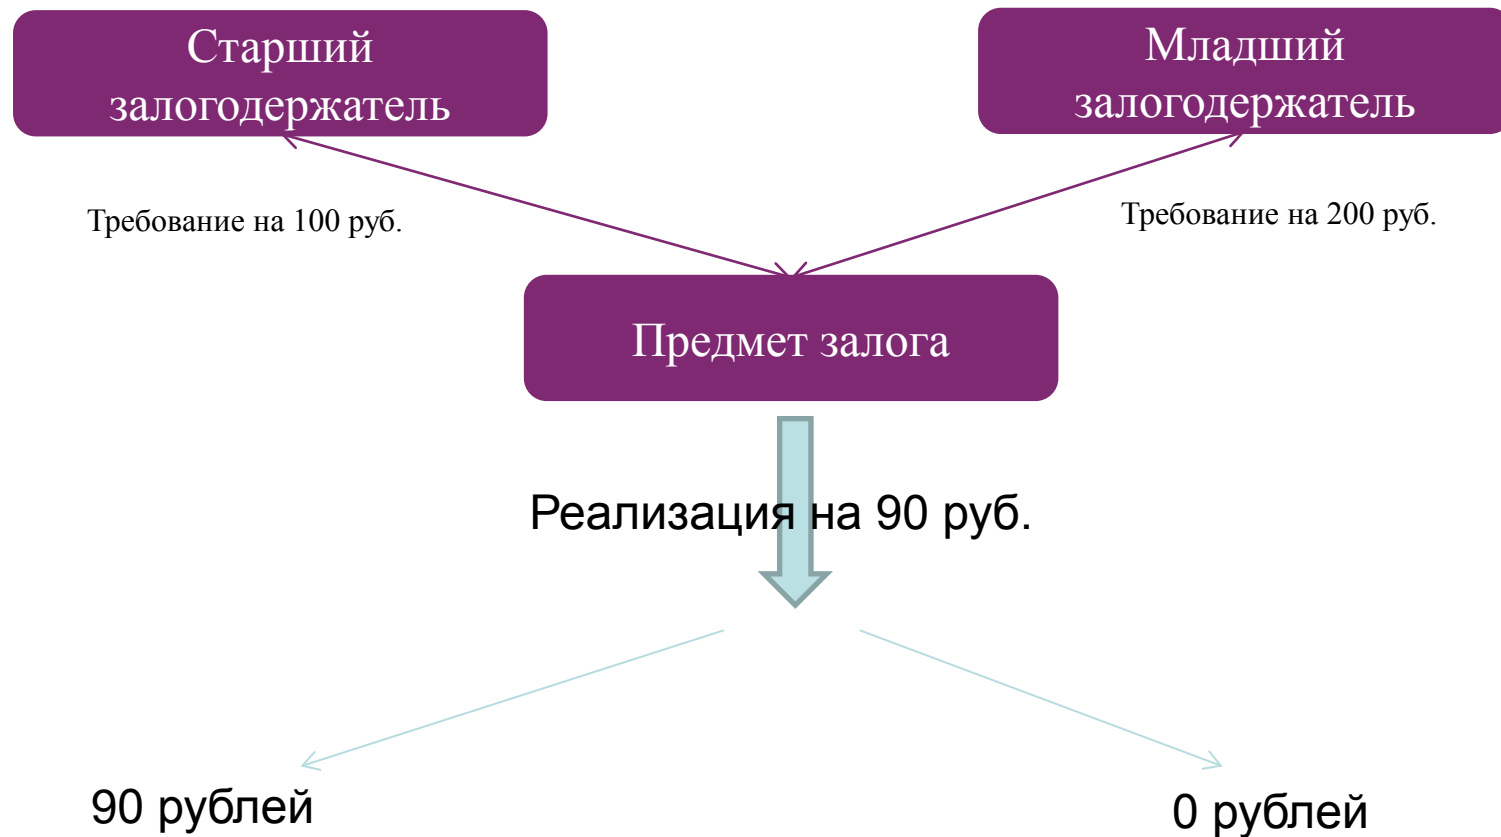 Старший
залогодержатель
Младший
залогодержатель
Требование на 100 руб.
Требование на 200 руб.
Предмет залога
Реализация на 90 руб.
90 рублей
0 рублей